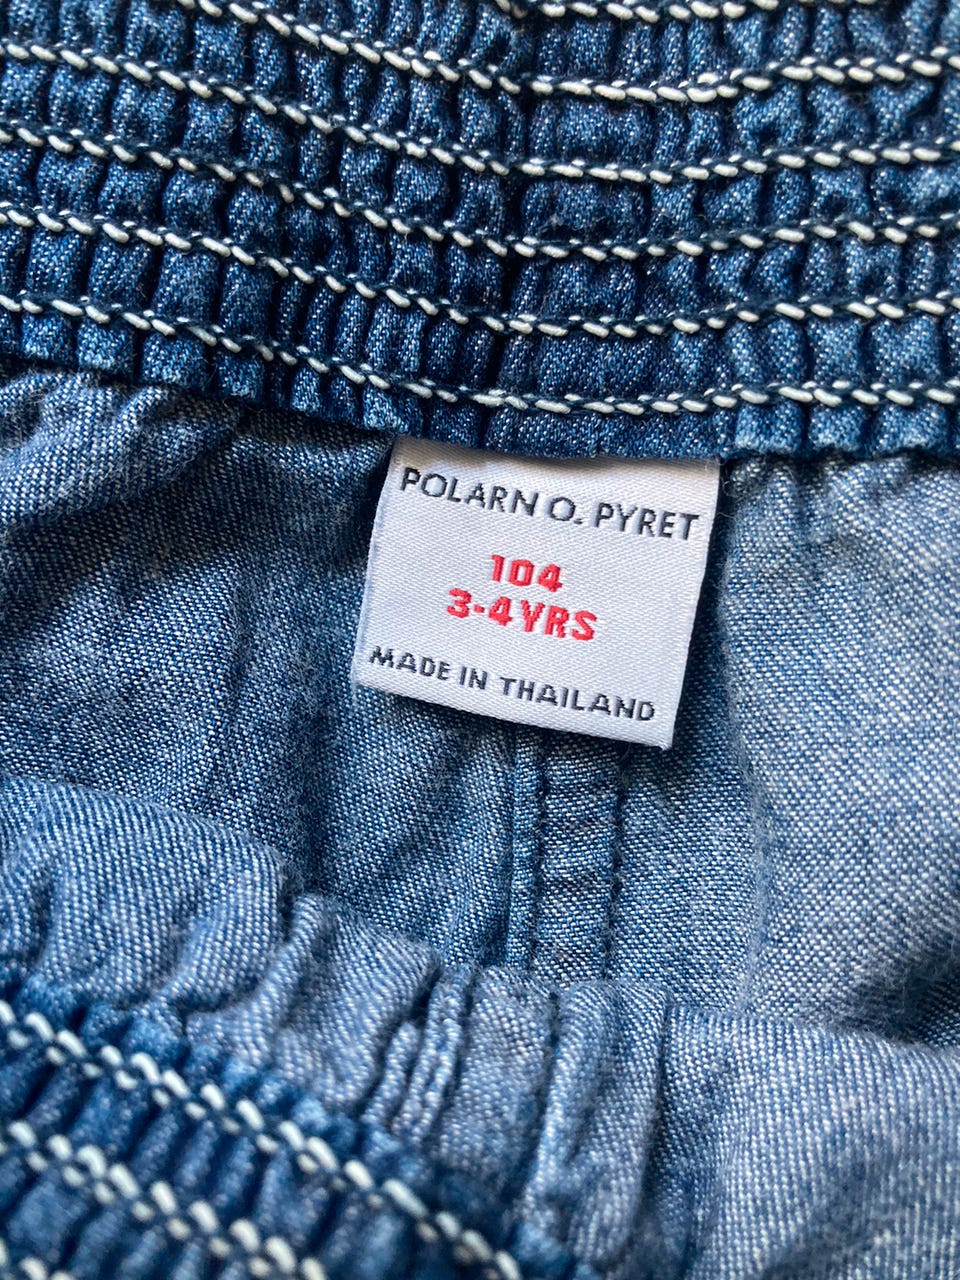 POLARN O. PYRET
104
3-4YRS
MADE IN THAILAND